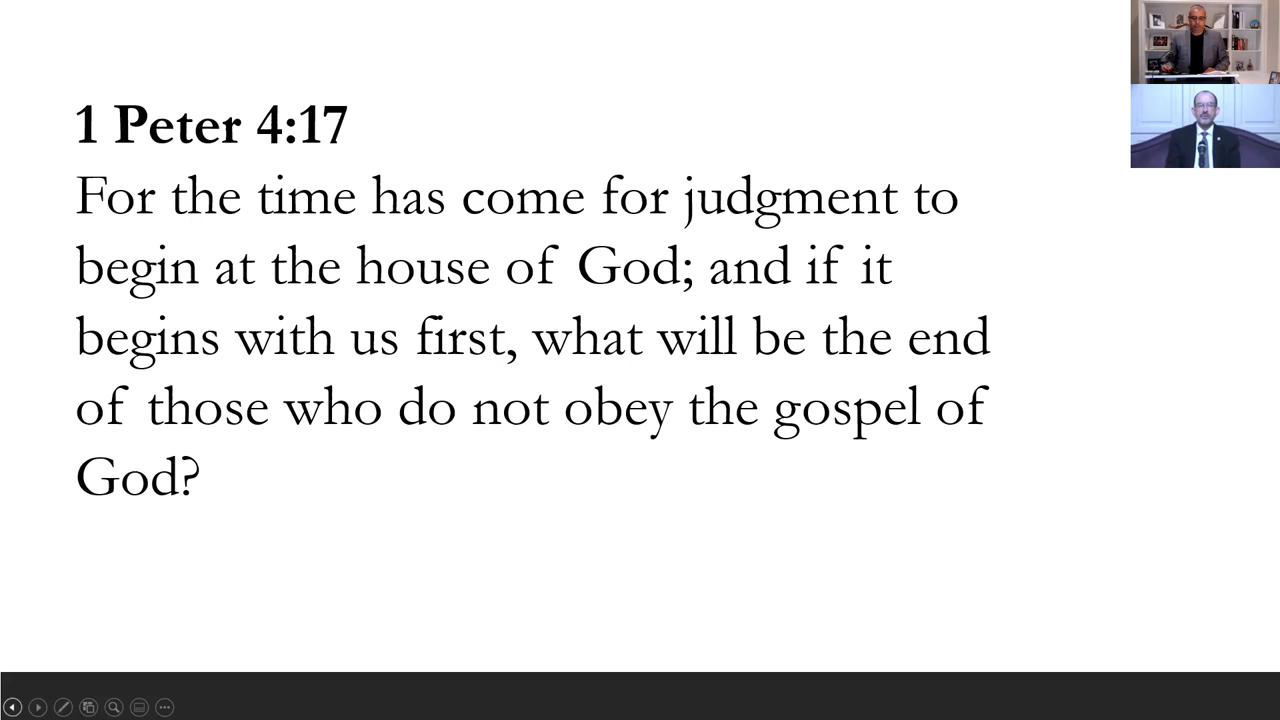 1 Peter 4:17
For the time has come for judgment to
begin at the house of God; and if it
begins with us first, what will be the end
of those who do not obey the gospel of
God?